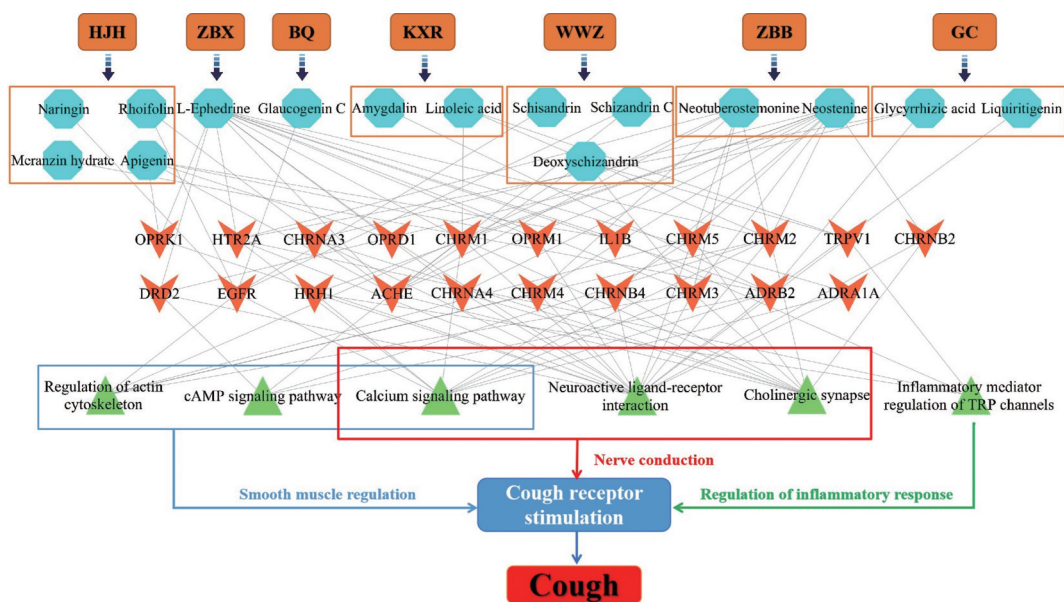 HJH
ZBX
BQ
KXR
WWZ
ZBB
GC
Naringin
Rhoifolin
L-Ephedrine
Glaucogenin C
Amygdalin
Linoleic acid
Schisandrin
Schizandrin C
Neotuberostemonine
Neostenine
Glycyrrhizic acid
Liquiritigenin
Mcranzin hydrate
Apigenin
Deoxyschizandrin
OPRK1
HTR2A
CHRNA3
OPRD1
CHRM1
OPRM1
IL1B
CHRM5
CHRM2
TRPV1
CHRNB2
DRD2
EGFR
HRH1
ACHE
CHRNA4
CHRM4
CHRNB4
CHRM3
ADRB2
ADRA1A
Regulation of actin
cytoskeleton
cAMP signaling pathway
Calcium signaling pathway
Neuroactive ligand-receptor
interaction
Cholinergic synapse
Inflammatory mediator
regulation of TRP channels
Nerve conduction
Smooth muscle regulation
Regulation of inflammatory response
Cough receptor
stimulation
Cough